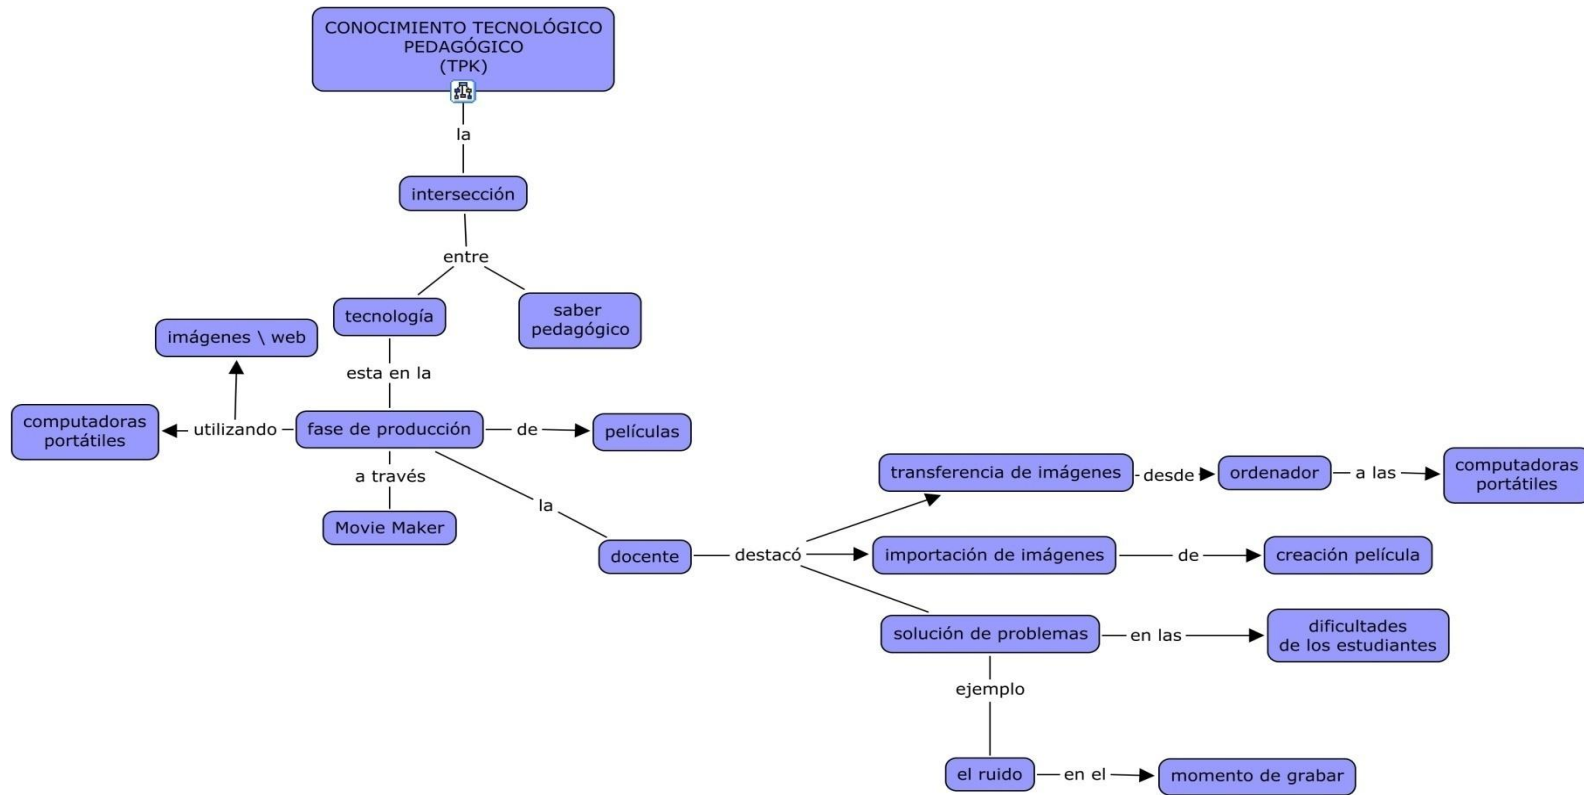 CONOCIMIENTO TECNOLÓGICO
PEDAGÓGICO
(TPK)
la
intersección
entre
tecnología
saber
pedagógico
imágenes \ web
esta en la
computadoras
portátiles
utilizando
fase de producción
de
películas
a través
Movie Maker
la
docente
destacó
transferencia de imágenes
desde
ordenador
a las
computadoras
portátiles
importación de imágenes
de
creación película
solución de problemas
en las
dificultades
de los estudiantes
ejemplo
el ruido
en el
momento de grabar